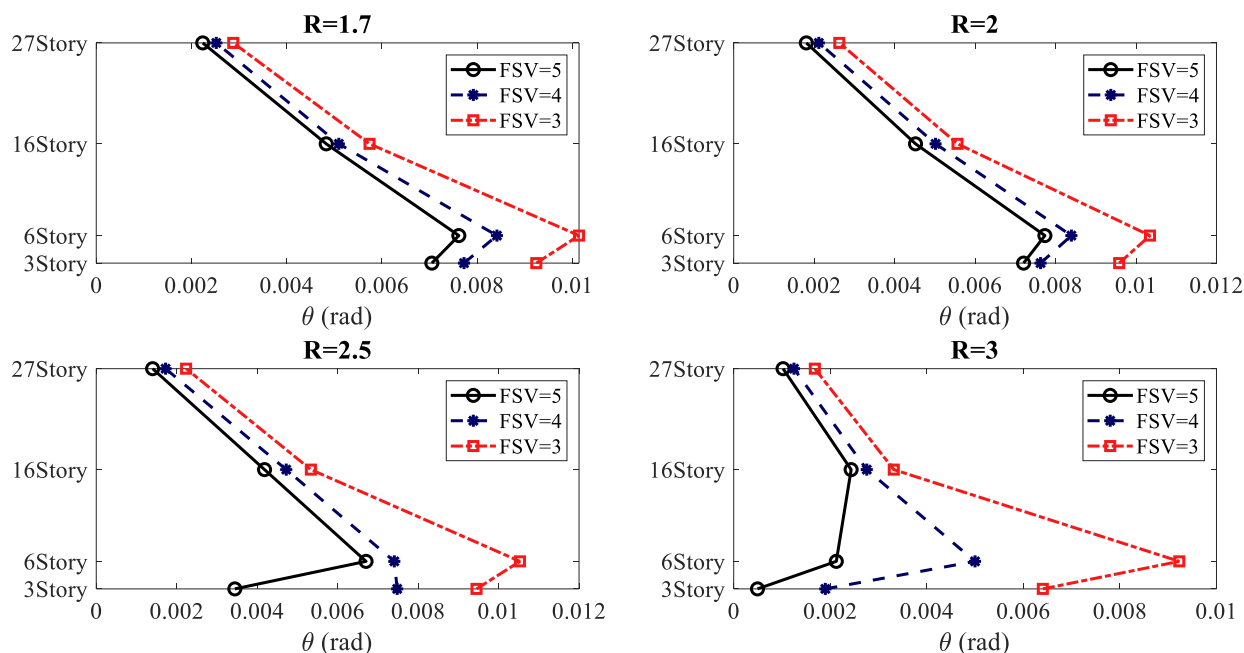 R=1.7
27Story
16Story
6Story
3Story
FSV=5
FSV=4
FSV=3
0 0.002 0.004 0.006 0.008 0.01
θ (rad)
R=2
27Story
16Story
6Story
3Story
FSV=5
FSV=4
FSV=3
0 0.002 0.004 0.006 0.008 0.01 0.012
θ (rad)
R=2.5
27Story
16Story
6Story
3Story
FSV=5
FSV=4
FSV=3
0 0.002 0.004 0.006 0.008 0.01 0.012
θ (rad)
R=3
27Story
16Story
6Story
3Story
FSV=5
FSV=4
FSV=3
0 0.002 0.004 0.006 0.008 0.01
θ (rad)